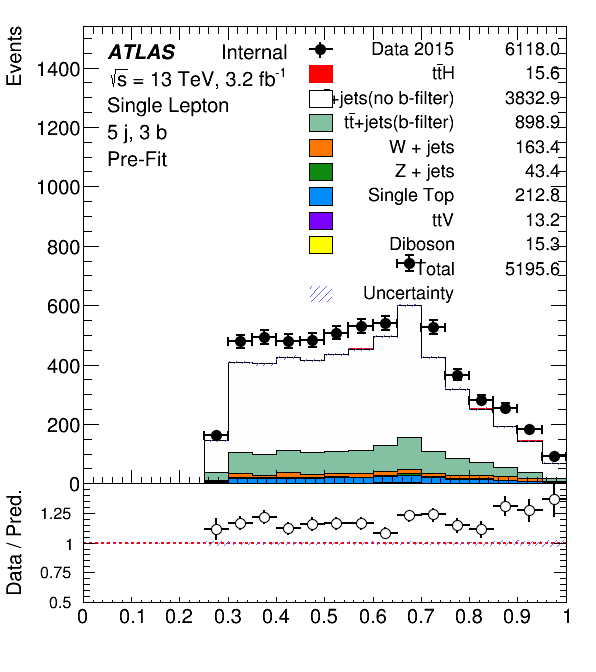 Events
ATLAS Internal
√s = 13 TeV, 3.2 fb-1
Single Lepton
5 j, 3 b
Pre-Fit
Data 2015 6118.0
tt̄H 15.6
+jets(no b-filter) 3832.9
tt̄+jets(b-filter) 898.9
W + jets 163.4
Z + jets 43.4
Single Top 212.8
ttV 13.2
Diboson 15.3
Total 5195.6
Uncertainty
1400
1200
1000
800
600
400
200
0
Data / Pred.
1.25
1
0.75
0.5
0 0.1 0.2 0.3 0.4 0.5 0.6 0.7 0.8 0.9 1